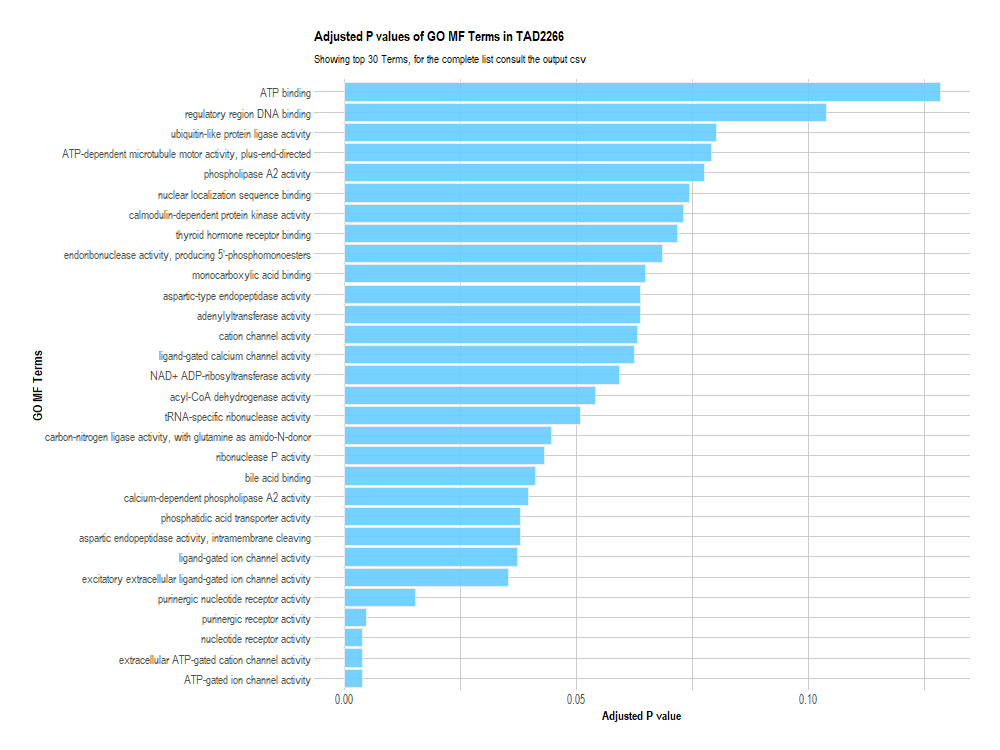 Adjusted P values of GO MF Terms in TAD2266
Showing top 30 Terms, for the complete list consult the output csv
GO MF Terms
ATP binding
regulatory region DNA binding
ubiquitin-like protein ligase activity
ATP-dependent microtubule motor activity, plus-end-directed
phospholipase A2 activity
nuclear localization sequence binding
calmodulin-dependent protein kinase activity
thyroid hormone receptor binding
endoribonuclease activity, producing 5'-phosphomonoesters
monocarboxylic acid binding
aspartic-type endopeptidase activity
adenylyltransferase activity
cation channel activity
ligand-gated calcium channel activity
NAD+ ADP-ribosyltransferase activity
acyl-CoA dehydrogenase activity
tRNA-specific ribonuclease activity
carbon-nitrogen ligase activity, with glutamine as amido-N-donor
ribonuclease P activity
bile acid binding
calcium-dependent phospholipase A2 activity
phosphatidic acid transporter activity
aspartic endopeptidase activity, intramembrane cleaving
ligand-gated ion channel activity
excitatory extracellular ligand-gated ion channel activity
purinergic nucleotide receptor activity
purinergic receptor activity
nucleotide receptor activity
extracellular ATP-gated cation channel activity
ATP-gated ion channel activity
0.00 0.05 0.10
Adjusted P value